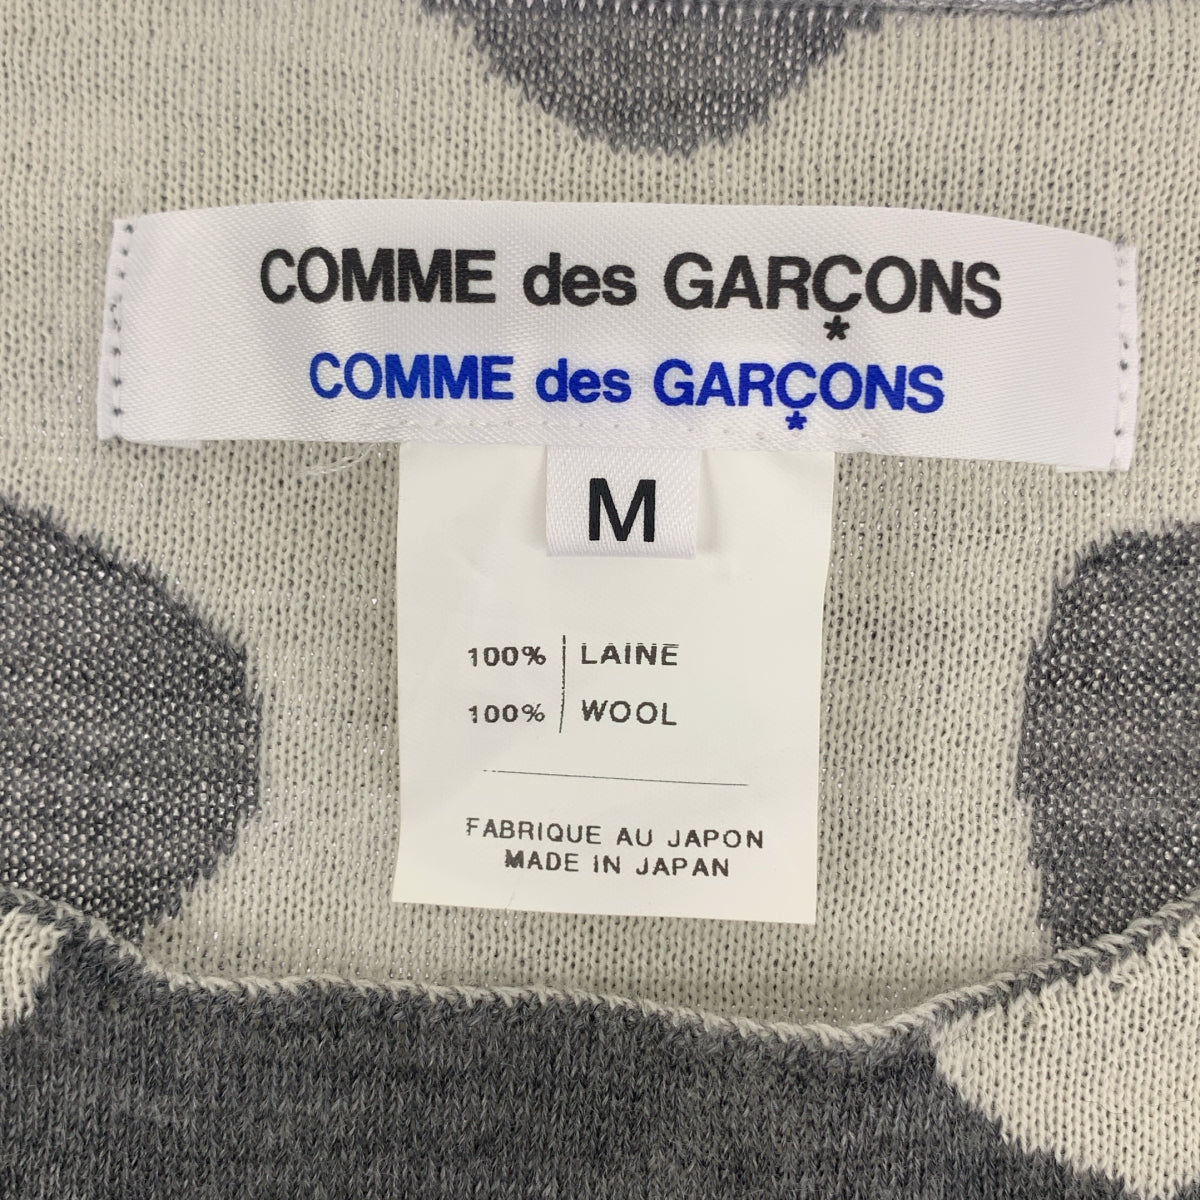 COMME des GARÇONS
COMME des GARÇONS
M
100% LAINE
100% WOOL
FABRIQUE AU JAPON
MADE IN JAPAN